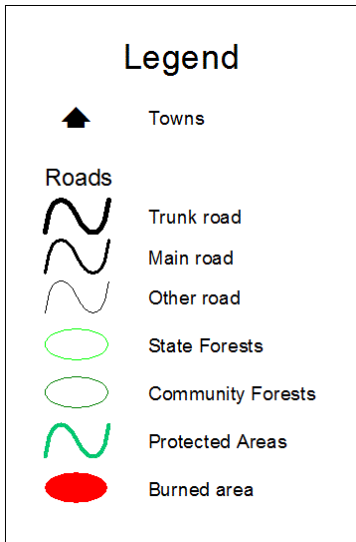 Legend
Towns
Roads
Trunk road
Main road
Other road
State Forests
Community Forests
Protected Areas
Burned area